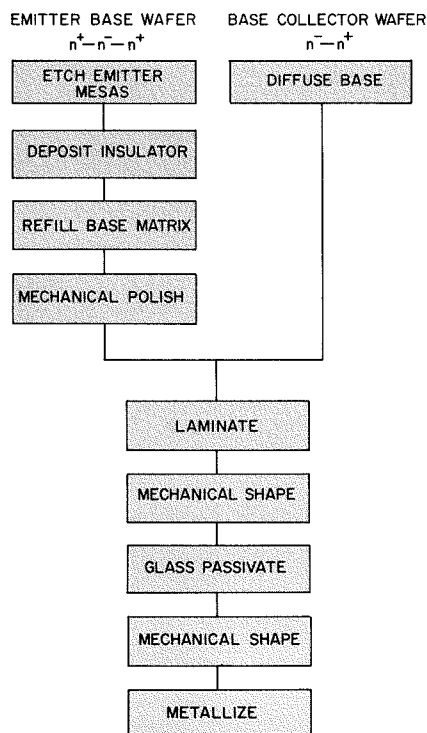 EMITTER BASE WAFER
n⁺—n⁻—n⁺
BASE COLLECTOR WAFER
n⁻—n⁺
ETCH EMITTER
MESAS
DIFFUSE BASE
DEPOSIT INSULATOR
REFILL BASE MATRIX
MECHANICAL POLISH
LAMINATE
MECHANICAL SHAPE
GLASS PASSIVATE
MECHANICAL SHAPE
METALLIZE